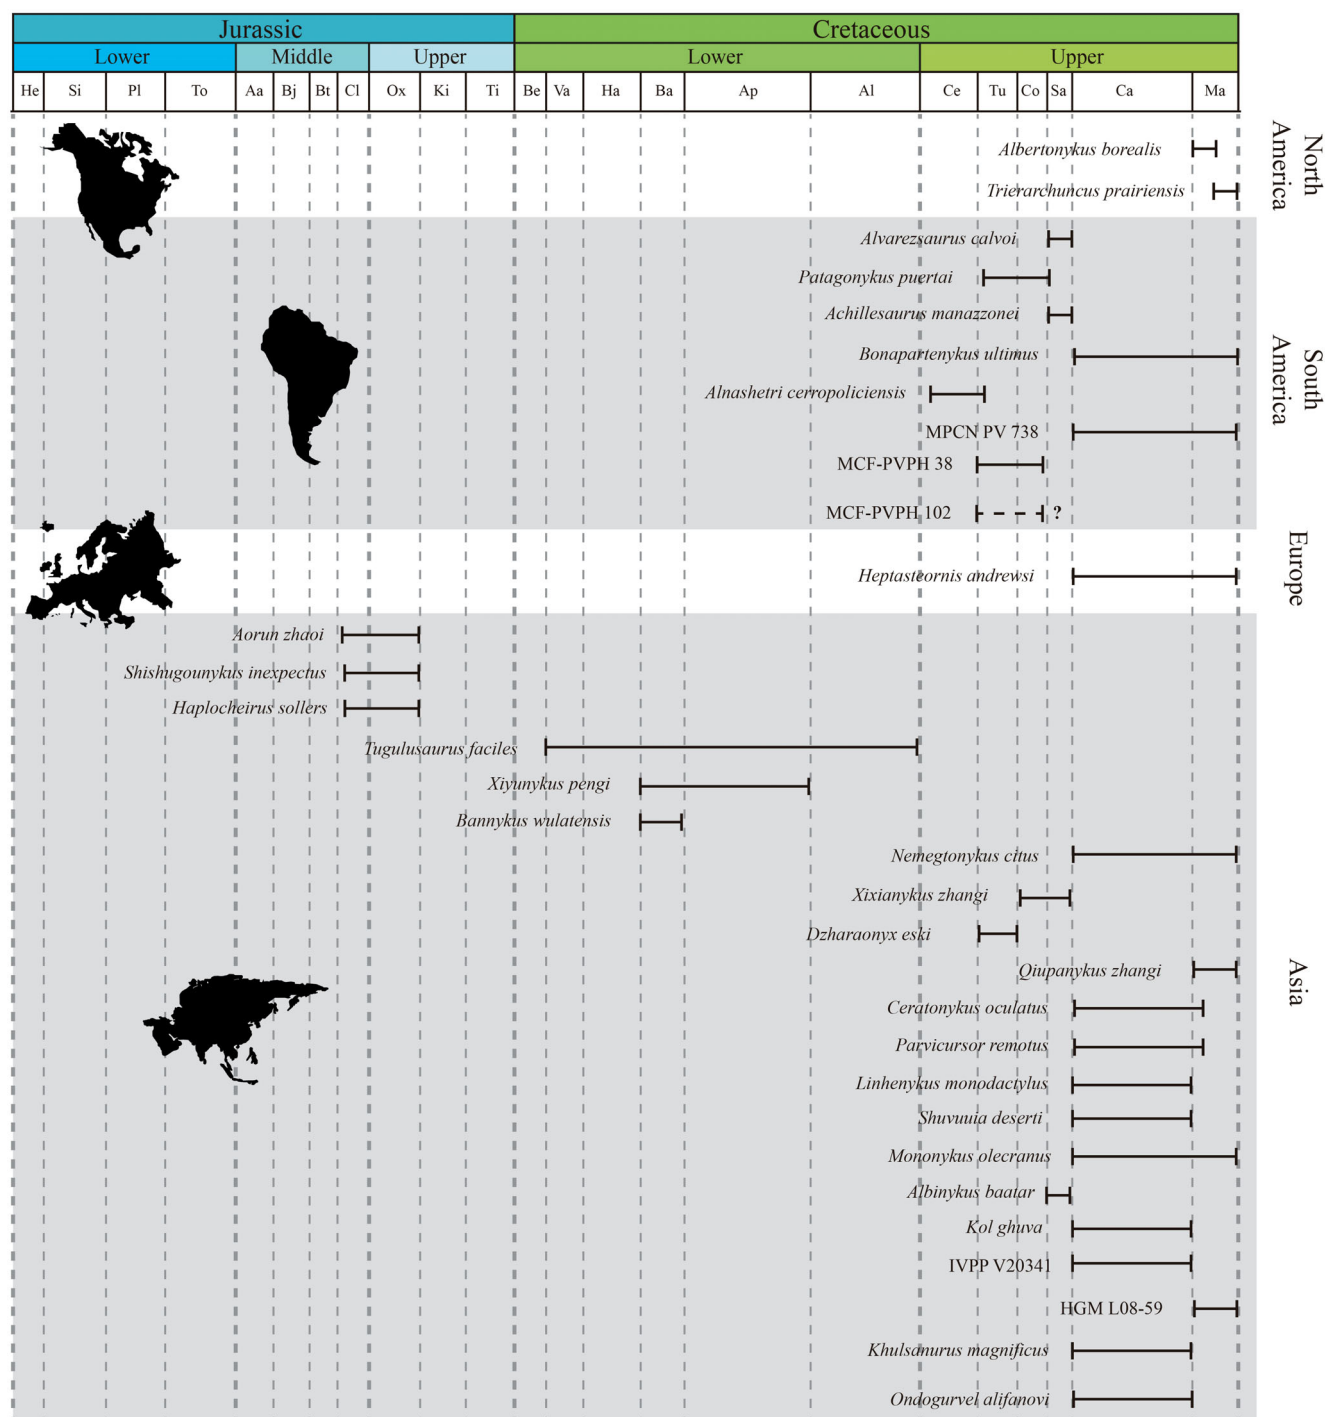 Jurassic Cretaceous
Lower Middle Upper Lower Upper
He Si Pl To Aa Bj Bt Cl Ox Ki Ti Be Va Ha Ba Ap Al Ce Tu Co Sa Ca Ma
North
America
Albertonykus borealis
Trierarchuncus prairiensis
South
America
Alvarezsaurus calvoi
Patagonykus puertai
Achillesaurus manazzonei
Bonapartenykus ultimus
Alnashetri cerropoliciensis
MPCN PV 738
MCF-PVPH 38
MCF-PVPH 102 ?
Europe
Heptasteornis andrewsi
Asia
Aorun zhaoi
Shishugounykus inexpectus
Haplocheirus sollers
Tugulusaurus faciles
Xiyunykus pengi
Bannykus wulatensis
Nemegtonykus citus
Xixianykus zhangi
Dzharaonyx eski
Qiupanykus zhangi
Ceratonykus oculatus
Parvicursor remotus
Linhenykus monodactylus
Shuvuuia deserti
Mononykus olecranus
Albinykus baatar
Kol ghuva
IVPP V20341
HGM L08-59
Khulsanurus magnificus
Ondogurvel alifanovi